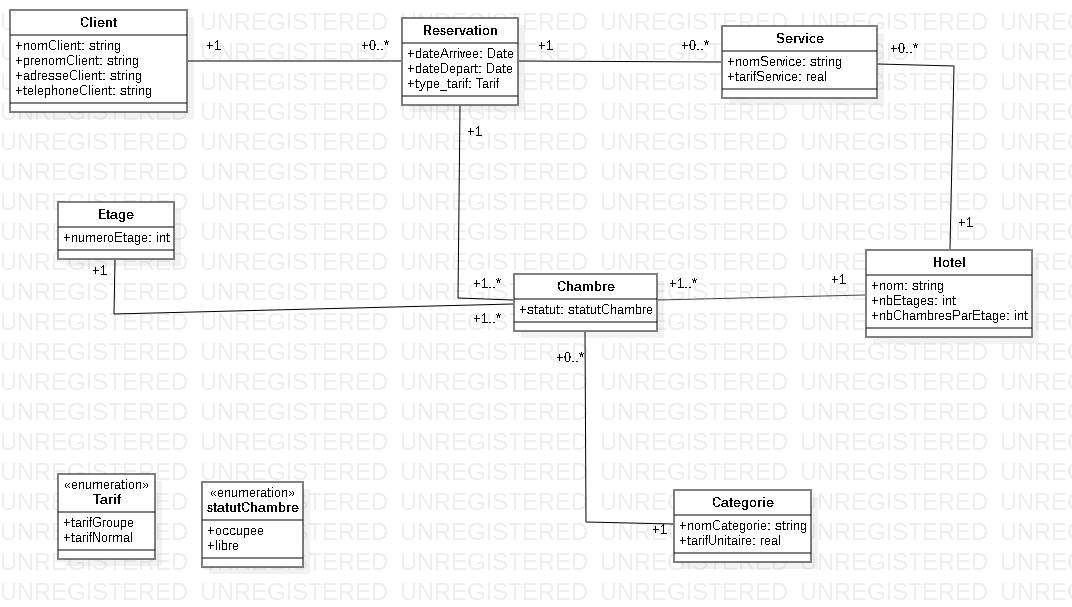 Client
+nomClient: string
+prenomClient: string
+adresseClient: string
+telephoneClient: string
+1
+0..*
Reservation
+dateArrivee: Date
+dateDepart: Date
+type_tarif: Tarif
+1
+0..*
Service
+nomService: string
+tarifService: real
+0..*
+1
+1
Etage
+numeroEtage: int
+1
+1..*
+1..*
Chambre
+statut: statutChambre
+1..*
+1
Hotel
+nom: string
+nbEtages: int
+nbChambresParEtage: int
+0..*
«enumeration»
Tarif
+tarifGroupe
+tarifNormal
«enumeration»
statutChambre
+occupee
+libre
+1
Categorie
+nomCategorie: string
+tarifUnitaire: real
UNREGISTERED